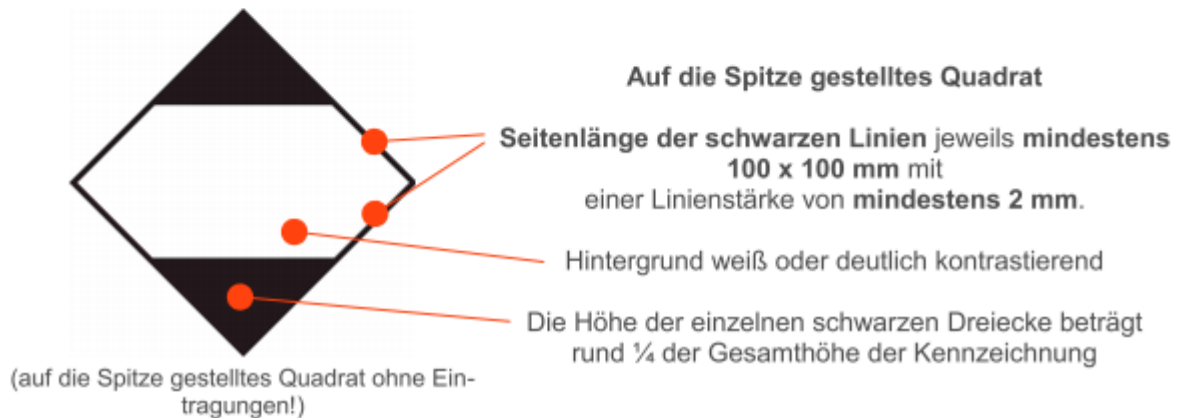 Auf die Spitze gestelltes Quadrat
Seitenlänge der schwarzen Linien jeweils mindestens
100 x 100 mm mit
einer Linienstärke von mindestens 2 mm.
Hintergrund weiß oder deutlich kontrastierend
Die Höhe der einzelnen schwarzen Dreiecke beträgt
rund ¼ der Gesamthöhe der Kennzeichnung
(auf die Spitze gestelltes Quadrat ohne Ein-
tragungen!)